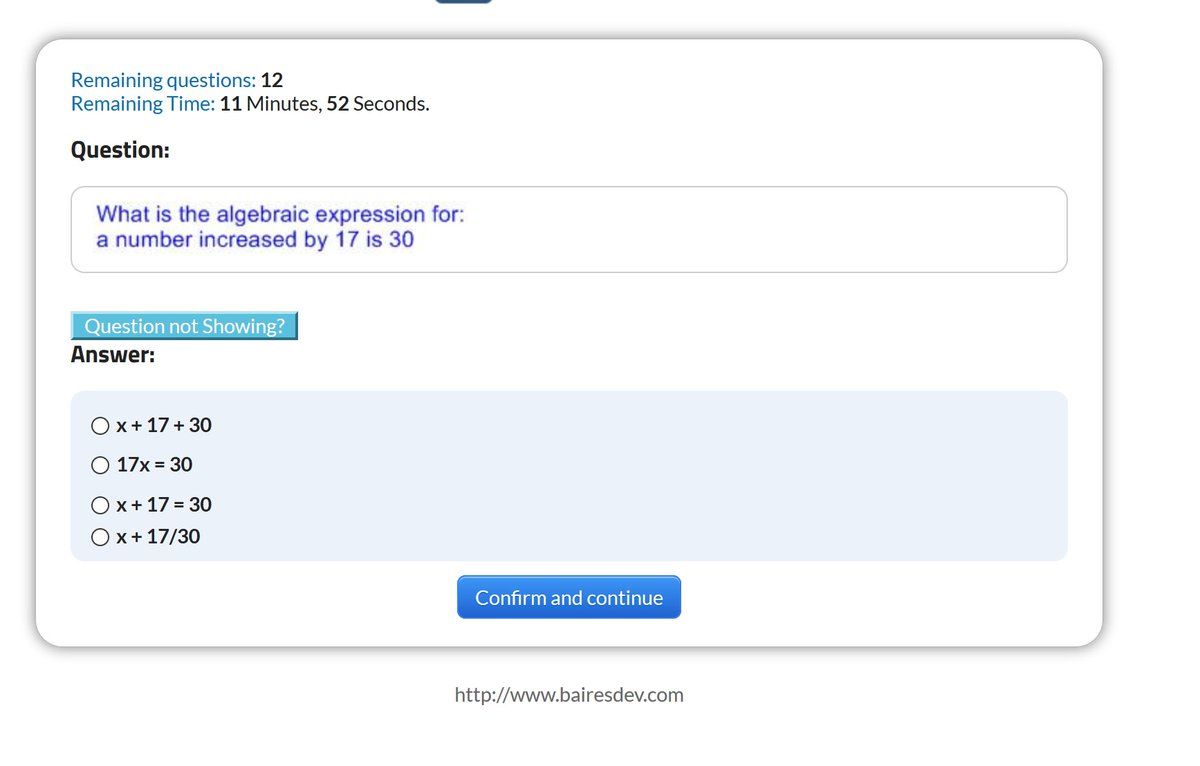 Remaining questions: 12
Remaining Time: 11 Minutes, 52 Seconds.
Question:
What is the algebraic expression for:
a number increased by 17 is 30
Question not Showing?
Answer:
x + 17 + 30
17x = 30
x + 17 = 30
x + 17/30
Confirm and continue
http://www.bairesdev.com